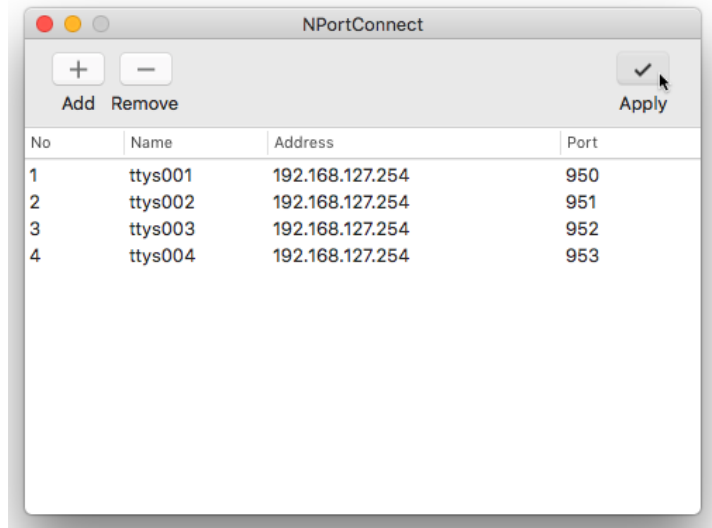 NPortConnect
Add Remove Apply
No Name Address Port
1 ttys001 192.168.127.254 950
2 ttys002 192.168.127.254 951
3 ttys003 192.168.127.254 952
4 ttys004 192.168.127.254 953